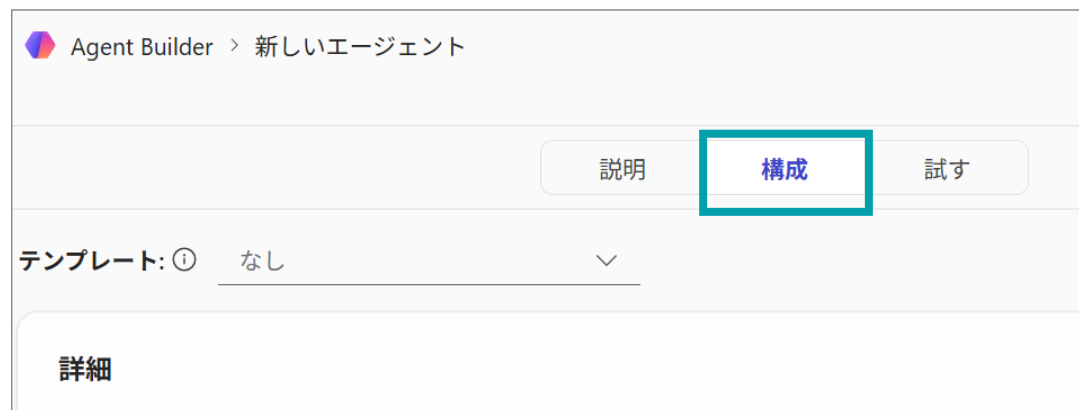 Agent Builder > 新しいエージェント
説明 構成 試す
テンプレート: なし
詳細